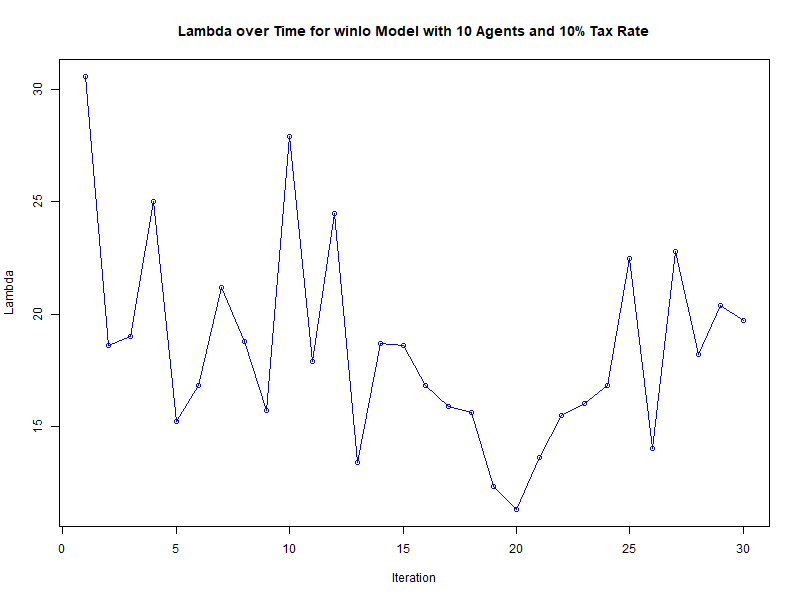 Lambda over Time for winlo Model with 10 Agents and 10% Tax Rate
30
25
20
15
Lambda
0 5 10 15 20 25 30
Iteration